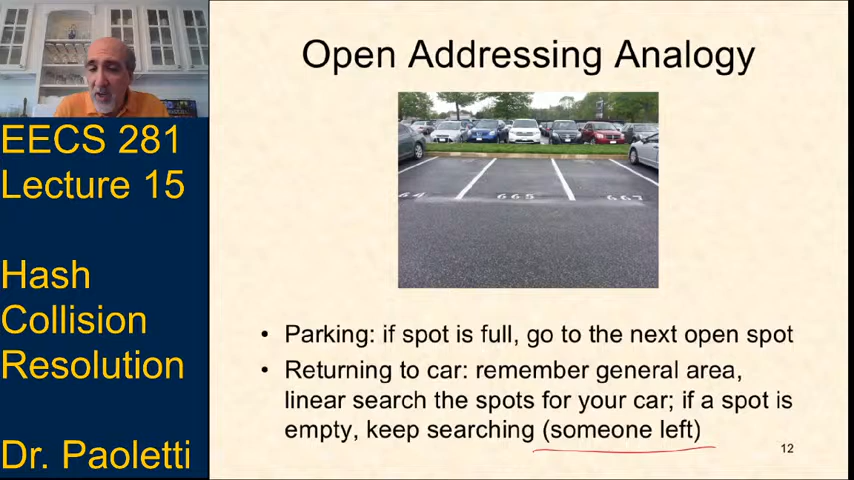 EECS 281
Lecture 15
Hash
Collision
Resolution
Dr. Paoletti
Open Addressing Analogy
665
667
• Parking: if spot is full, go to the next open spot
• Returning to car: remember general area,
linear search the spots for your car; if a spot is
empty, keep searching (someone left)
12